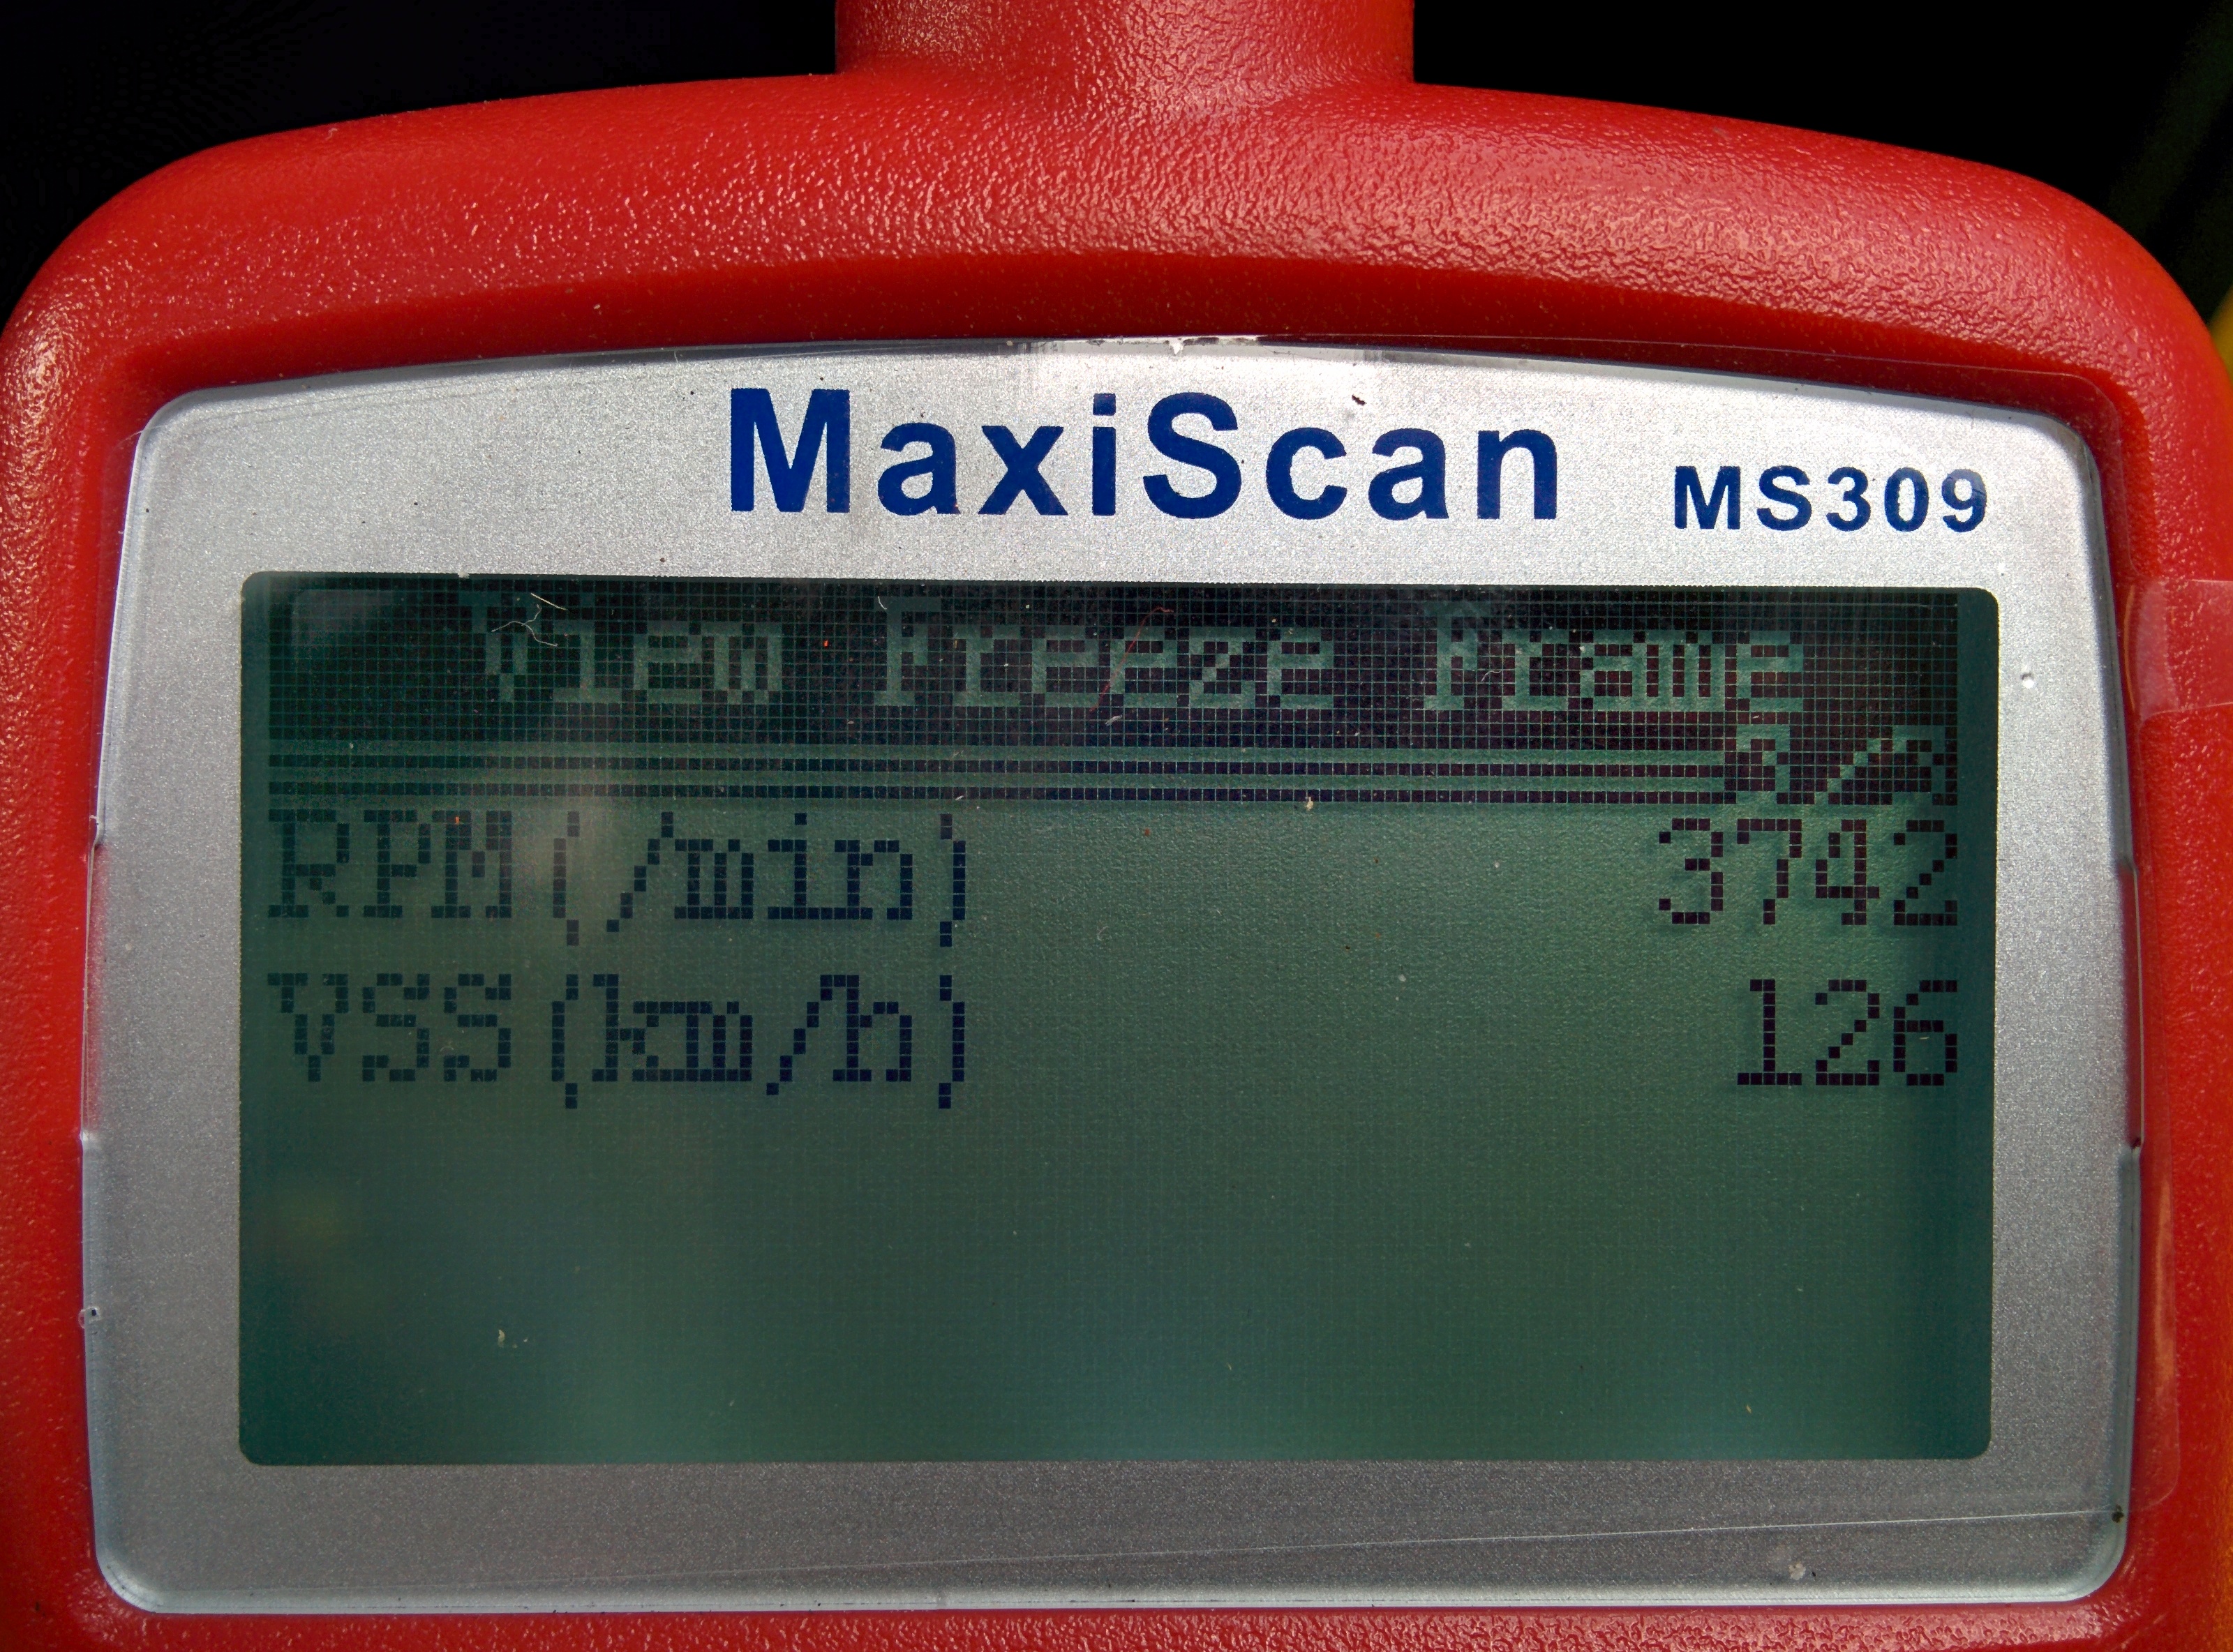 MaxiScan MS309
View Freeze Frame
RPM(/min) 3742
VSS(km/h) 126